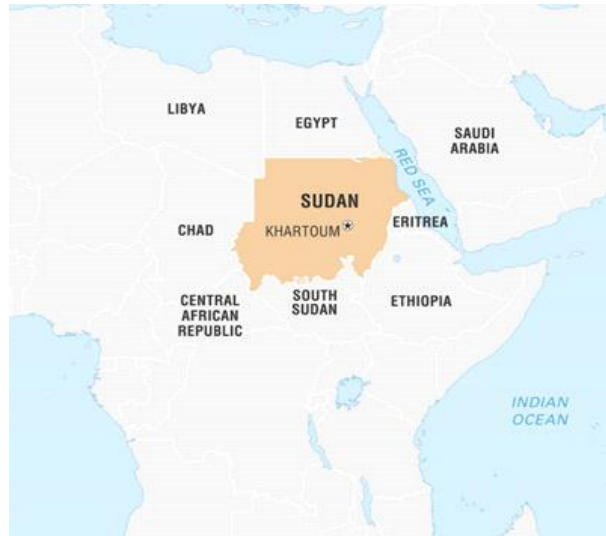 LIBYA
EGYPT
SAUDI
ARABIA
RED SEA
SUDAN
KHARTOUM
CHAD
ERITREA
CENTRAL
AFRICAN
REPUBLIC
SOUTH
SUDAN
ETHIOPIA
INDIAN
OCEAN